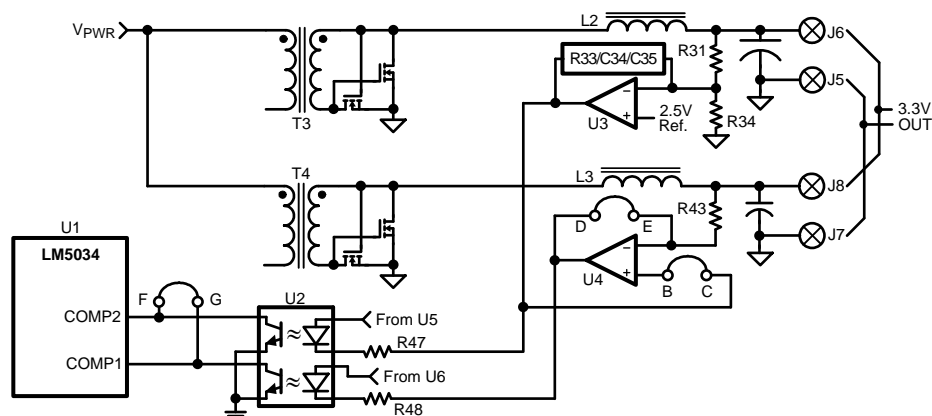 VPWR
T3
L2
R33/C34/C35
R31
J6
J5
−
+
U3
2.5V
Ref.
R34
3.3V
OUT
T4
L3
R43
J8
J7
D
E
−
+
U4
B
C
U1
LM5034
COMP2
COMP1
F
G
U2
≈
≈
From U5
R47
From U6
R48